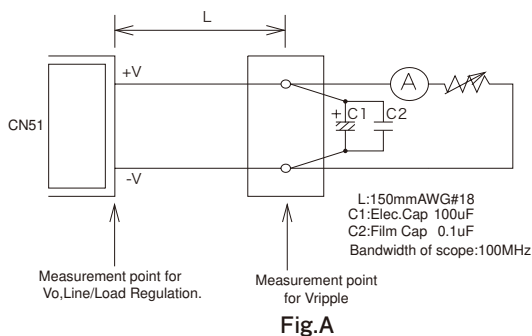 L
+V
A
CN51
+ C1 C2
-V
L:150mmAWG#18
C1:Elec.Cap 100uF
C2:Film Cap 0.1uF
Bandwidth of scope:100MHz
Measurement point for
Vo,Line/Load Regulation.
Measurement point
for Vripple
Fig.A